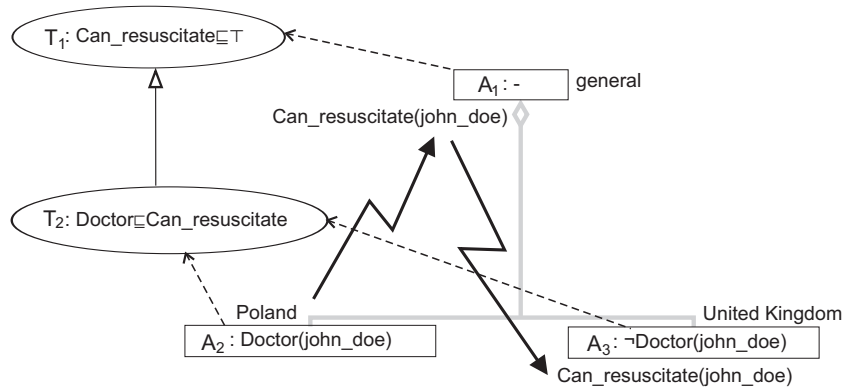 T1: Can_resuscitate⊑⊤
A1: -
general
Can_resuscitate(john_doe)
T2: Doctor⊑Can_resuscitate
Poland
United Kingdom
A2: Doctor(john_doe)
A3: ¬Doctor(john_doe)
Can_resuscitate(john_doe)